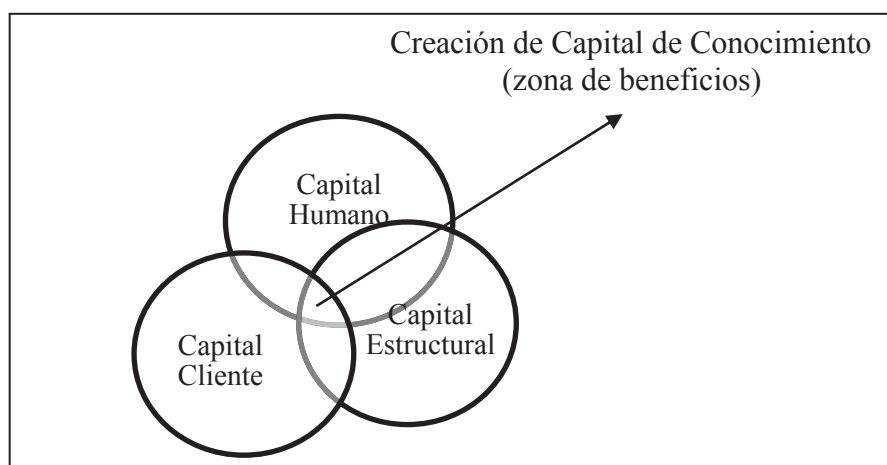 Creación de Capital de Conocimiento
(zona de beneficios)
Capital
Humano
Capital
Estructural
Capital
Cliente